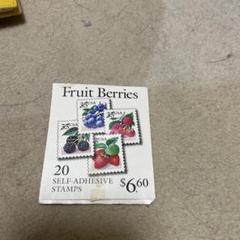 Fruit Berries
20
SELF-ADHESIVE
STAMPS
$6.60